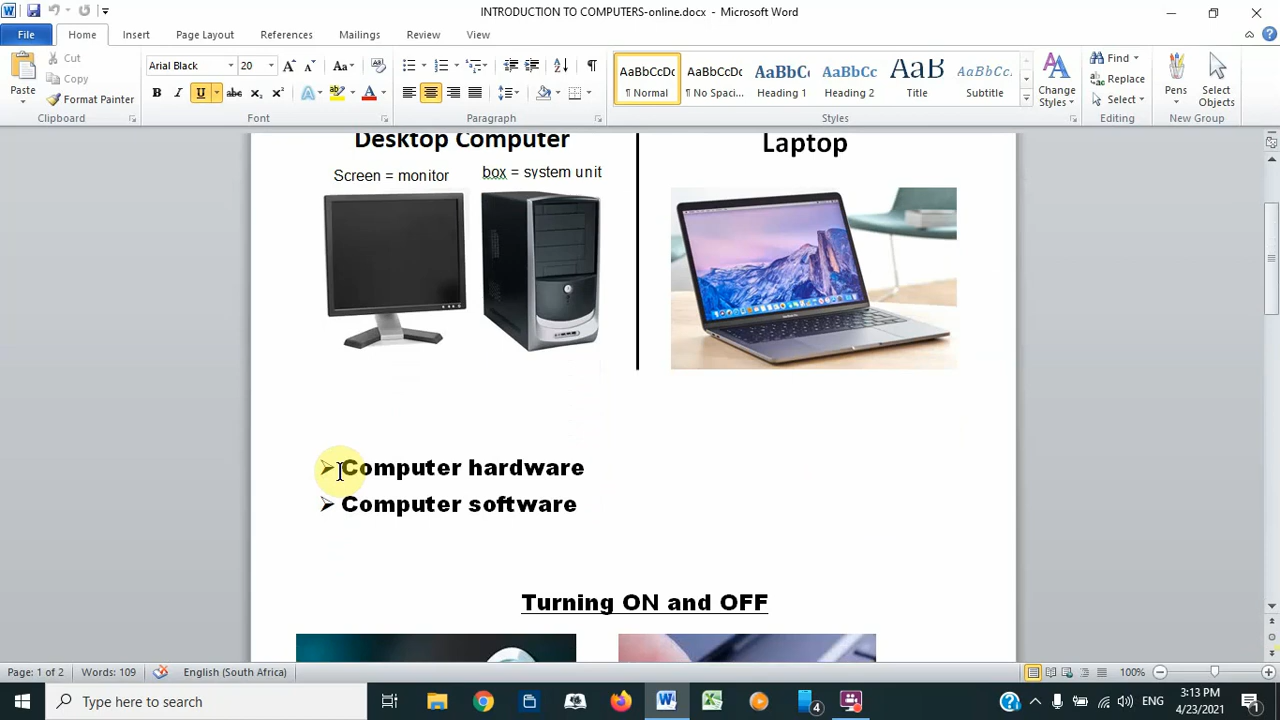 INTRODUCTION TO COMPUTERS-online.docx - Microsoft Word
File Home Insert Page Layout References Mailings Review View
Paste Cut Copy Format Painter
Clipboard
Arial Black 20
Font
Paragraph
AaBbCcDc AaBbCcDc AaBbCc AaBbCc AaB AaBbCcDc
¶ Normal ¶ No Spaci... Heading 1 Heading 2 Title Subtitle
Change Styles
Styles
Find Replace Select
Editing
Pens Select Objects
New Group
Desktop Computer
Laptop
Screen = monitor
box = system unit
Computer hardware
Computer software
Turning ON and OFF
Page: 1 of 2 Words: 109 English (South Africa) 100%
Type here to search
4
ENG
3:13 PM
4/23/2021
1